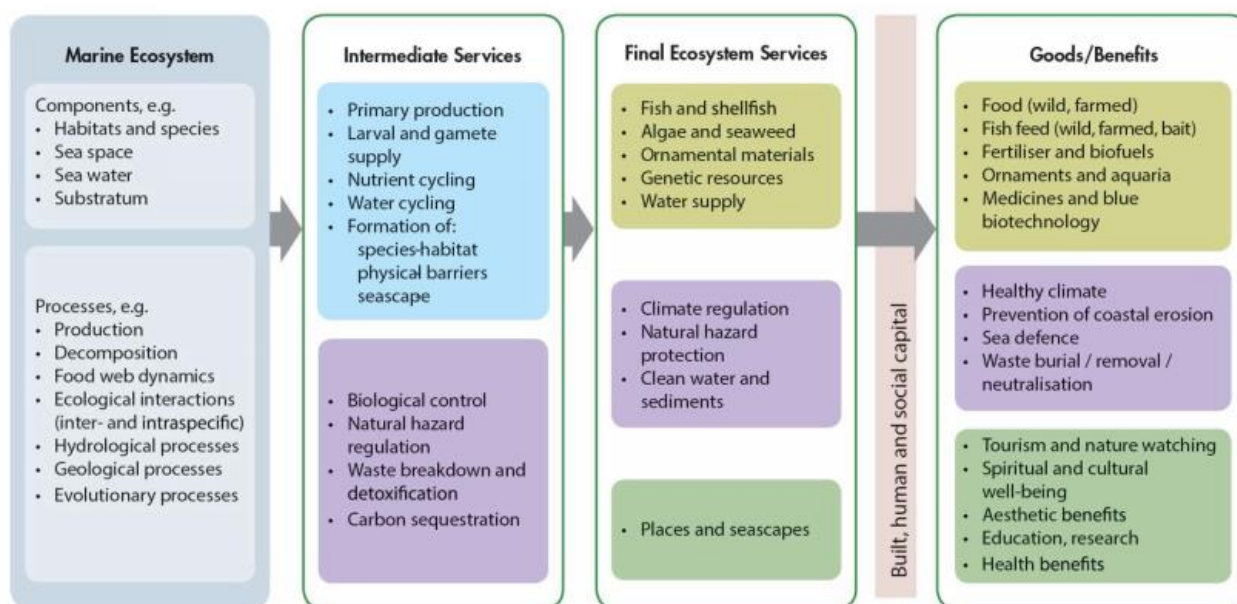 Marine Ecosystem
Components, e.g.
• Habitats and species
• Sea space
• Sea water
• Substratum
Processes, e.g.
• Production
• Decomposition
• Food web dynamics
• Ecological interactions
(inter- and intraspecific)
• Hydrological processes
• Geological processes
• Evolutionary processes
Intermediate Services
• Primary production
• Larval and gamete
supply
• Nutrient cycling
• Water cycling
• Formation of:
species-habitat
physical barriers
seascape
• Biological control
• Natural hazard
regulation
• Waste breakdown and
detoxification
• Carbon sequestration
Final Ecosystem Services
• Fish and shellfish
• Algae and seaweed
• Ornamental materials
• Genetic resources
• Water supply
• Climate regulation
• Natural hazard
protection
• Clean water and
sediments
• Places and seascapes
Built, human and social capital
Goods/Benefits
• Food (wild, farmed)
• Fish feed (wild, farmed, bait)
• Fertiliser and biofuels
• Ornaments and aquaria
• Medicines and blue
biotechnology
• Healthy climate
• Prevention of coastal erosion
• Sea defence
• Waste burial / removal /
neutralisation
• Tourism and nature watching
• Spiritual and cultural
well-being
• Aesthetic benefits
• Education, research
• Health benefits